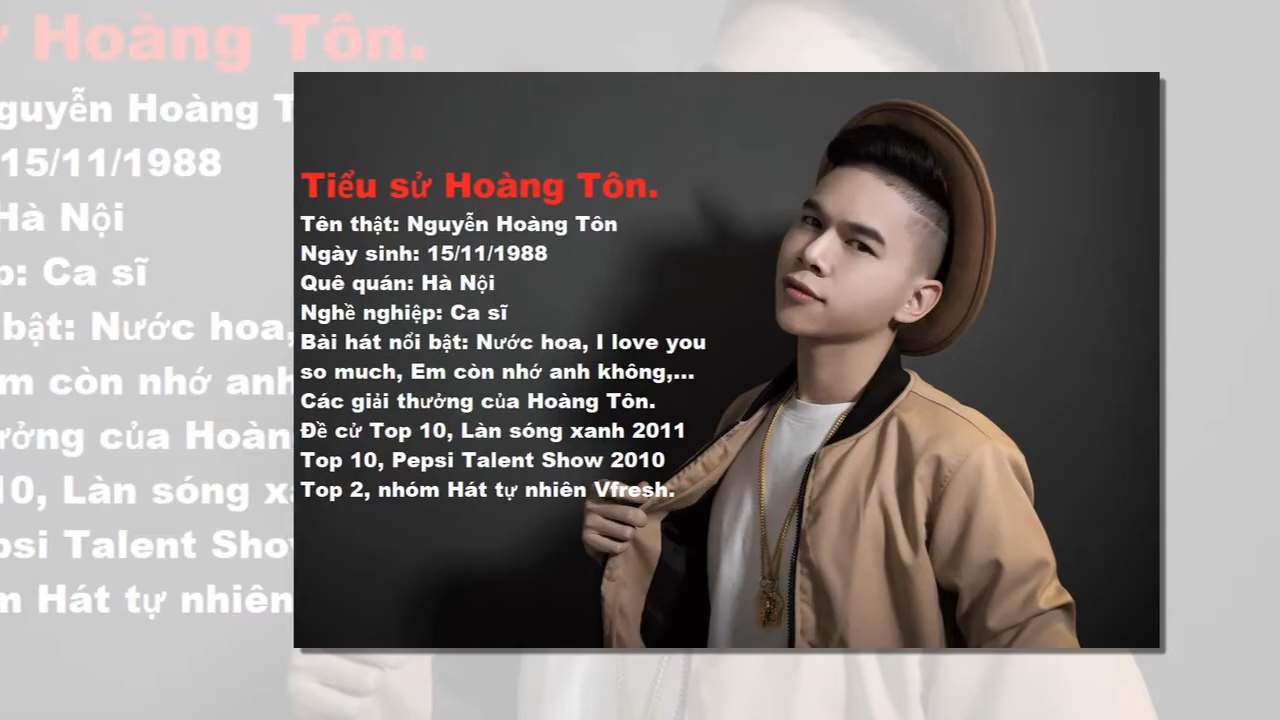 Tiểu sử Hoàng Tôn.
Tên thật: Nguyễn Hoàng Tôn
Ngày sinh: 15/11/1988
Quê quán: Hà Nội
Nghề nghiệp: Ca sĩ
Bài hát nổi bật: Nước hoa, I love you
so much, Em còn nhớ anh không,...
Các giải thưởng của Hoàng Tôn.
Đề cử Top 10, Làn sóng xanh 2011
Top 10, Pepsi Talent Show 2010
Top 2, nhóm Hát tự nhiên Vfresh.